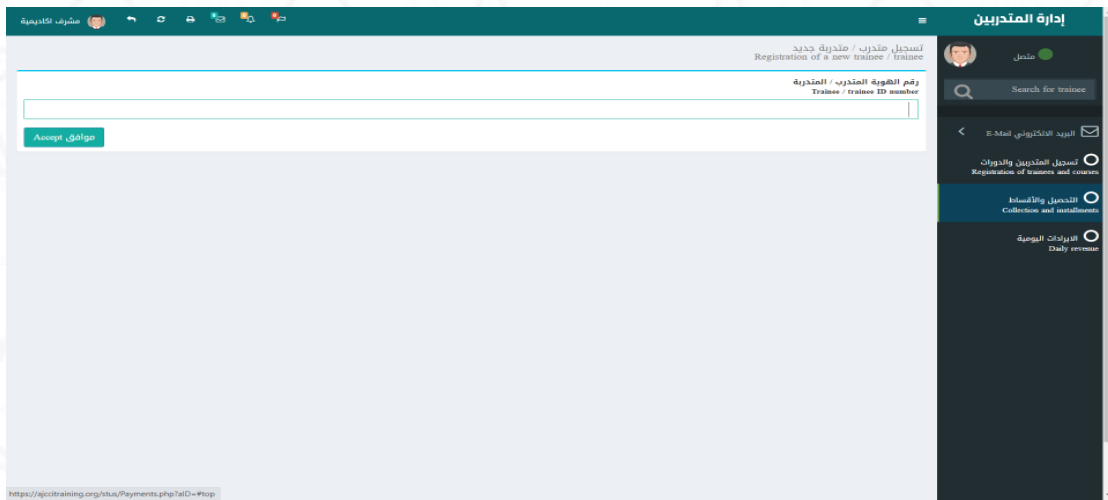 إدارة المتدربين
مشرف اكاديمية
متصل
Search for trainee
البريد الالكتروني E-Mail
تسجيل المتدربين والدورات
Registration of trainees and courses
التحصيل والأقساط
Collection and installments
الايرادات اليومية
Daily revenue
تسجيل متدرب / متدربة جديد
Registration of a new trainee / trainee
رقم الهوية المتدرب / المتدربة
Trainee / trainee ID number
موافق Accept
https://ajccitraining.org/stus/Payments.php?aID=#top